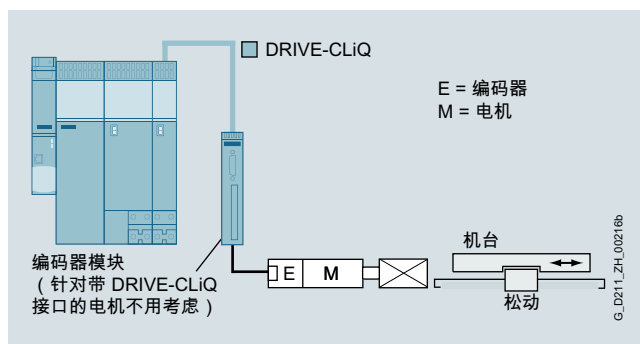 DRIVE-CLiQ
E = 编码器
M = 电机
编码器模块
（针对带 DRIVE-CLiQ
接口的电机不用考虑）
E
M
机台
松动
G_D211_ZH_00216b